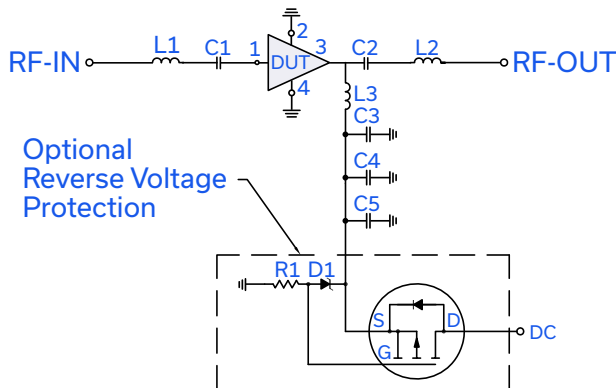 RF-IN
L1
C1
1
2
DUT
3
4
C2
L2
RF-OUT
L3
C3
C4
C5
Optional
Reverse Voltage
Protection
R1
D1
S
D
G
DC